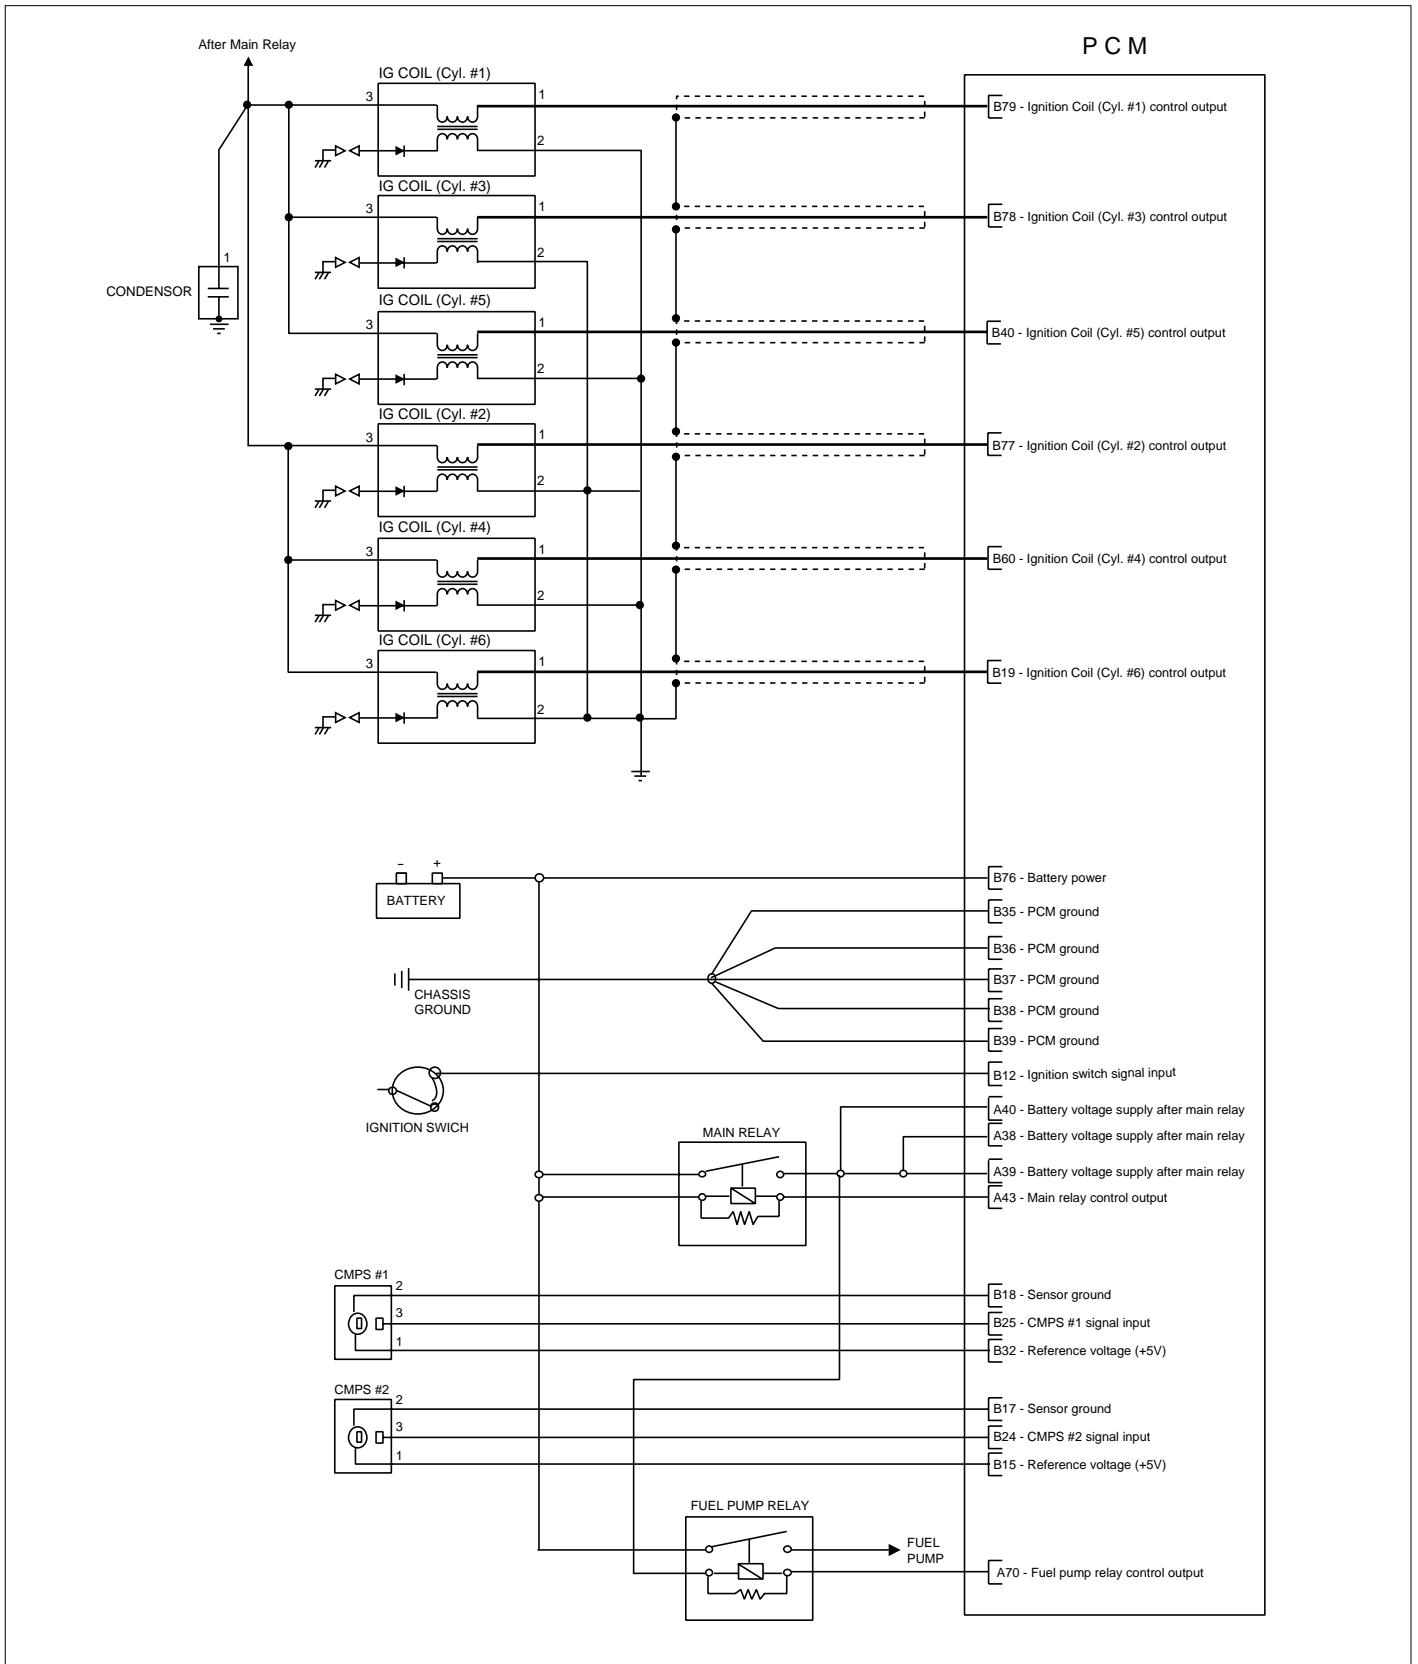 P C M
After Main Relay
IG COIL (Cyl. #1)
3
1
2
B79 - Ignition Coil (Cyl. #1) control output
IG COIL (Cyl. #3)
3
1
2
B78 - Ignition Coil (Cyl. #3) control output
1
CONDENSOR
IG COIL (Cyl. #5)
3
1
2
B40 - Ignition Coil (Cyl. #5) control output
IG COIL (Cyl. #2)
3
1
2
B77 - Ignition Coil (Cyl. #2) control output
IG COIL (Cyl. #4)
3
1
2
B60 - Ignition Coil (Cyl. #4) control output
IG COIL (Cyl. #6)
3
1
2
B19 - Ignition Coil (Cyl. #6) control output
– +
BATTERY
B76 - Battery power
B35 - PCM ground
B36 - PCM ground
B37 - PCM ground
CHASSIS
GROUND
B38 - PCM ground
B39 - PCM ground
B12 - Ignition switch signal input
IGNITION SWICH
A40 - Battery voltage supply after main relay
MAIN RELAY
A38 - Battery voltage supply after main relay
A39 - Battery voltage supply after main relay
A43 - Main relay control output
CMPS #1
2
B18 - Sensor ground
3
B25 - CMPS #1 signal input
1
B32 - Reference voltage (+5V)
CMPS #2
2
B17 - Sensor ground
3
B24 - CMPS #2 signal input
1
B15 - Reference voltage (+5V)
FUEL PUMP RELAY
FUEL
PUMP
A70 - Fuel pump relay control output